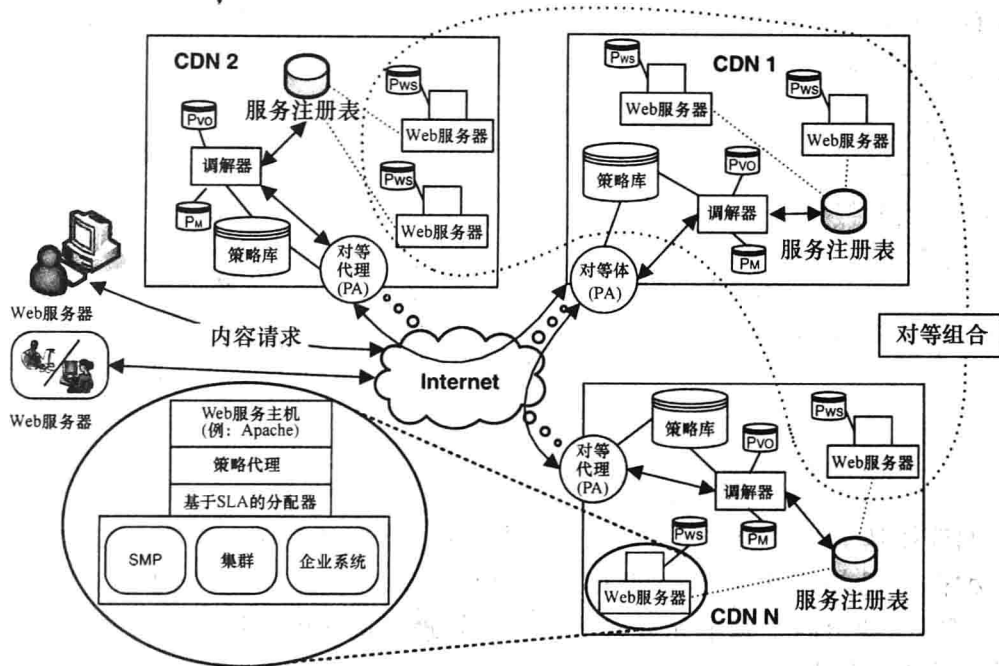 CDN 2
服务注册表
Pvo
调解器
PM
策略库
对等
代理
(PA)
Pws
Web服务器
Pws
Web服务器
CDN 1
Pws
Web服务器
Pws
Web服务器
策略库
Pvo
调解器
PM
服务注册表
对等体
(PA)
Web服务器
内容请求
Web服务器
Internet
对等组合
Web服务主机
(例：Apache)
策略代理
基于SLA的分配器
SMP
集群
企业系统
对等
代理
(PA)
策略库
Pvo
调解器
PM
Pws
Web服务器
Pws
Web服务器
服务注册表
CDN N